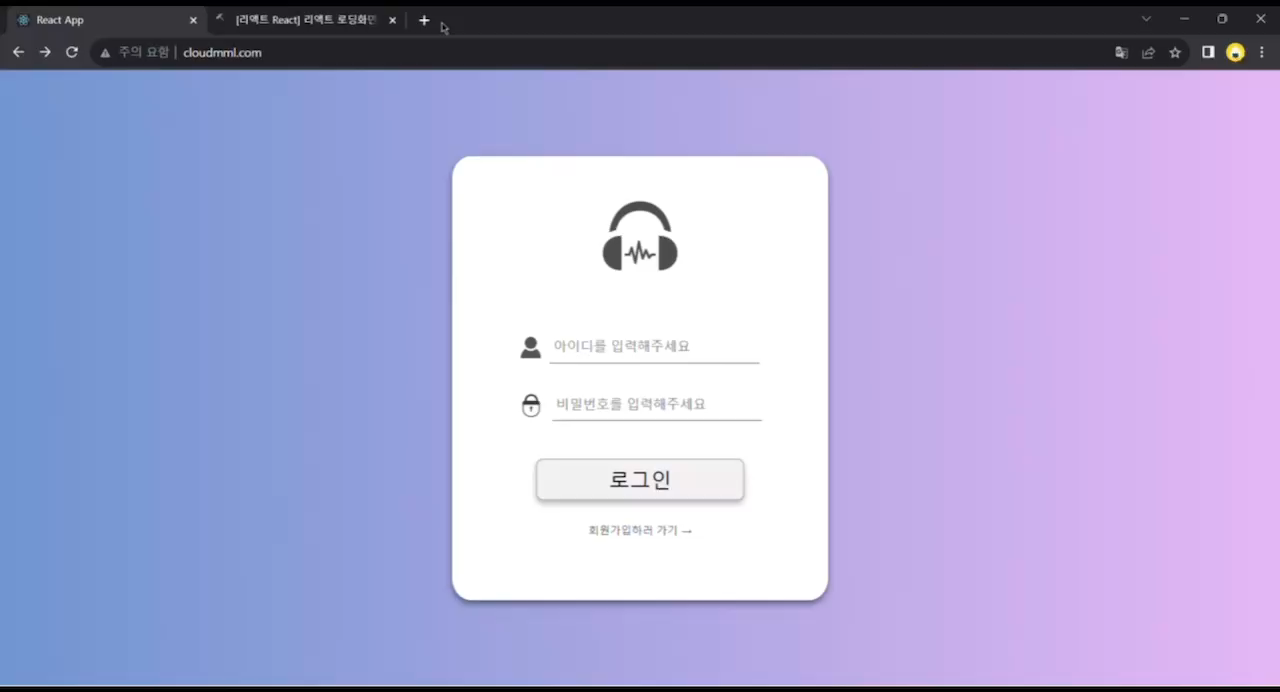 React App
[리액트 React] 리액트 로딩화면
주의 요함 | cloudmml.com
아이디를 입력해주세요
비밀번호를 입력해주세요
로그인
회원가입하러 가기 →